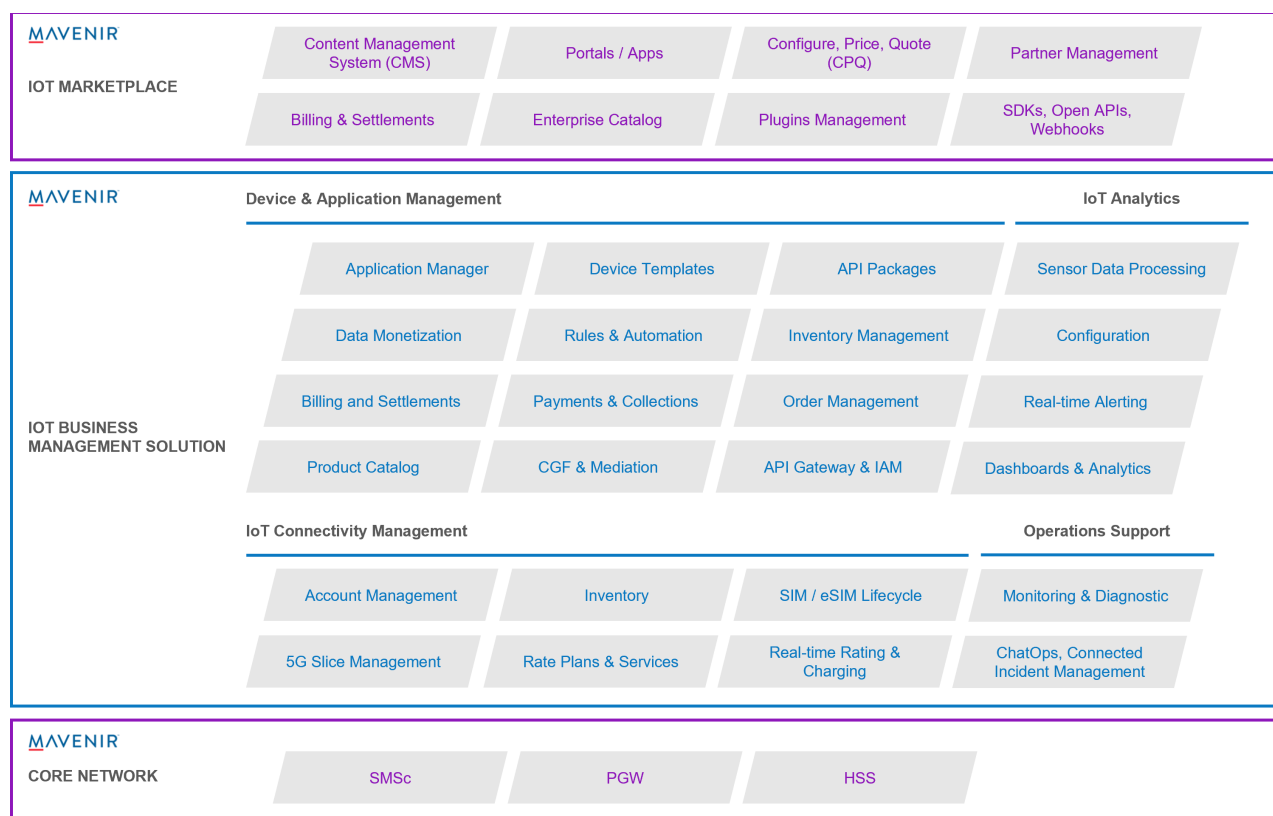 MAVENIR
IOT MARKETPLACE
Content Management
System (CMS)
Portals / Apps
Configure, Price, Quote
(CPQ)
Partner Management
Billing & Settlements
Enterprise Catalog
Plugins Management
SDKs, Open APIs,
Webhooks
MAVENIR
IOT BUSINESS
MANAGEMENT SOLUTION
Device & Application Management
IoT Analytics
Application Manager
Device Templates
API Packages
Sensor Data Processing
Data Monetization
Rules & Automation
Inventory Management
Configuration
Billing and Settlements
Payments & Collections
Order Management
Real-time Alerting
Product Catalog
CGF & Mediation
API Gateway & IAM
Dashboards & Analytics
IoT Connectivity Management
Operations Support
Account Management
Inventory
SIM / eSIM Lifecycle
Monitoring & Diagnostic
5G Slice Management
Rate Plans & Services
Real-time Rating &
Charging
ChatOps, Connected
Incident Management
MAVENIR
CORE NETWORK
SMSc
PGW
HSS